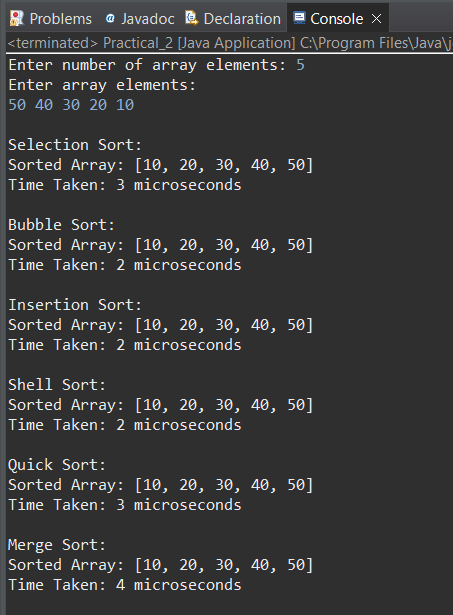 Problems Javadoc Declaration Console
<terminated> Practical_2 [Java Application] C:\Program Files\Java\j
Enter number of array elements: 5
Enter array elements:
50 40 30 20 10
Selection Sort:
Sorted Array: [10, 20, 30, 40, 50]
Time Taken: 3 microseconds
Bubble Sort:
Sorted Array: [10, 20, 30, 40, 50]
Time Taken: 2 microseconds
Insertion Sort:
Sorted Array: [10, 20, 30, 40, 50]
Time Taken: 2 microseconds
Shell Sort:
Sorted Array: [10, 20, 30, 40, 50]
Time Taken: 2 microseconds
Quick Sort:
Sorted Array: [10, 20, 30, 40, 50]
Time Taken: 3 microseconds
Merge Sort:
Sorted Array: [10, 20, 30, 40, 50]
Time Taken: 4 microseconds